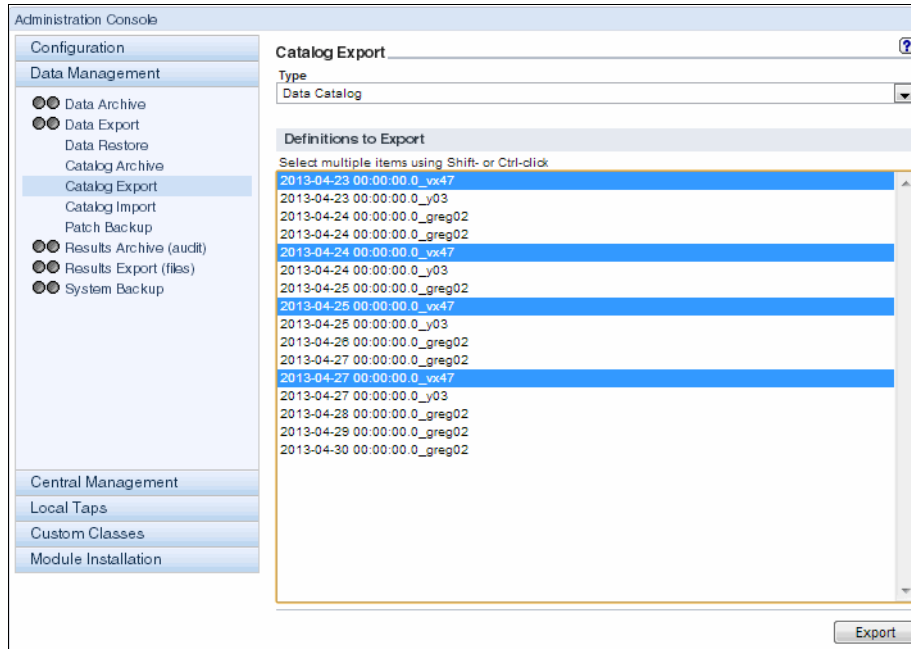 Administration Console
Configuration
Data Management
Data Archive
Data Export
Data Restore
Catalog Archive
Catalog Export
Catalog Import
Patch Backup
Results Archive (audit)
Results Export (files)
System Backup
Central Management
Local Taps
Custom Classes
Module Installation
Catalog Export
?
Type
Data Catalog
Definitions to Export
Select multiple items using Shift- or Ctrl-click
2013-04-23 00:00:00.0_vx47
2013-04-23 00:00:00.0_y03
2013-04-24 00:00:00.0_greg02
2013-04-24 00:00:00.0_greg02
2013-04-24 00:00:00.0_vx47
2013-04-24 00:00:00.0_y03
2013-04-25 00:00:00.0_greg02
2013-04-25 00:00:00.0_vx47
2013-04-25 00:00:00.0_y03
2013-04-26 00:00:00.0_greg02
2013-04-27 00:00:00.0_greg02
2013-04-27 00:00:00.0_vx47
2013-04-27 00:00:00.0_y03
2013-04-28 00:00:00.0_greg02
2013-04-29 00:00:00.0_greg02
2013-04-30 00:00:00.0_greg02
Export